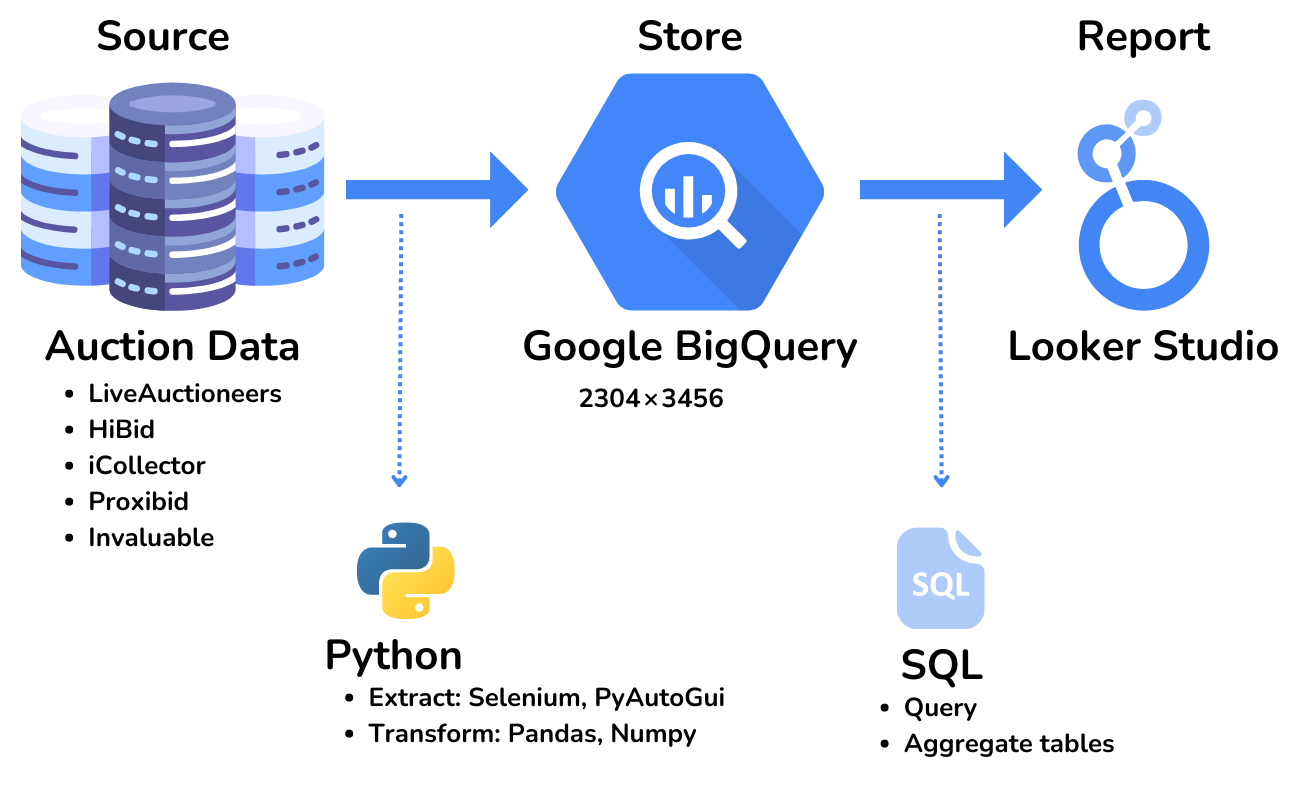 Source
Store
Report
Auction Data
• LiveAuctioneers
• HiBid
• iCollector
• Proxibid
• Invaluable
Google BigQuery
2304×3456
Looker Studio
Python
• Extract: Selenium, PyAutoGui
• Transform: Pandas, Numpy
SQL
SQL
• Query
• Aggregate tables